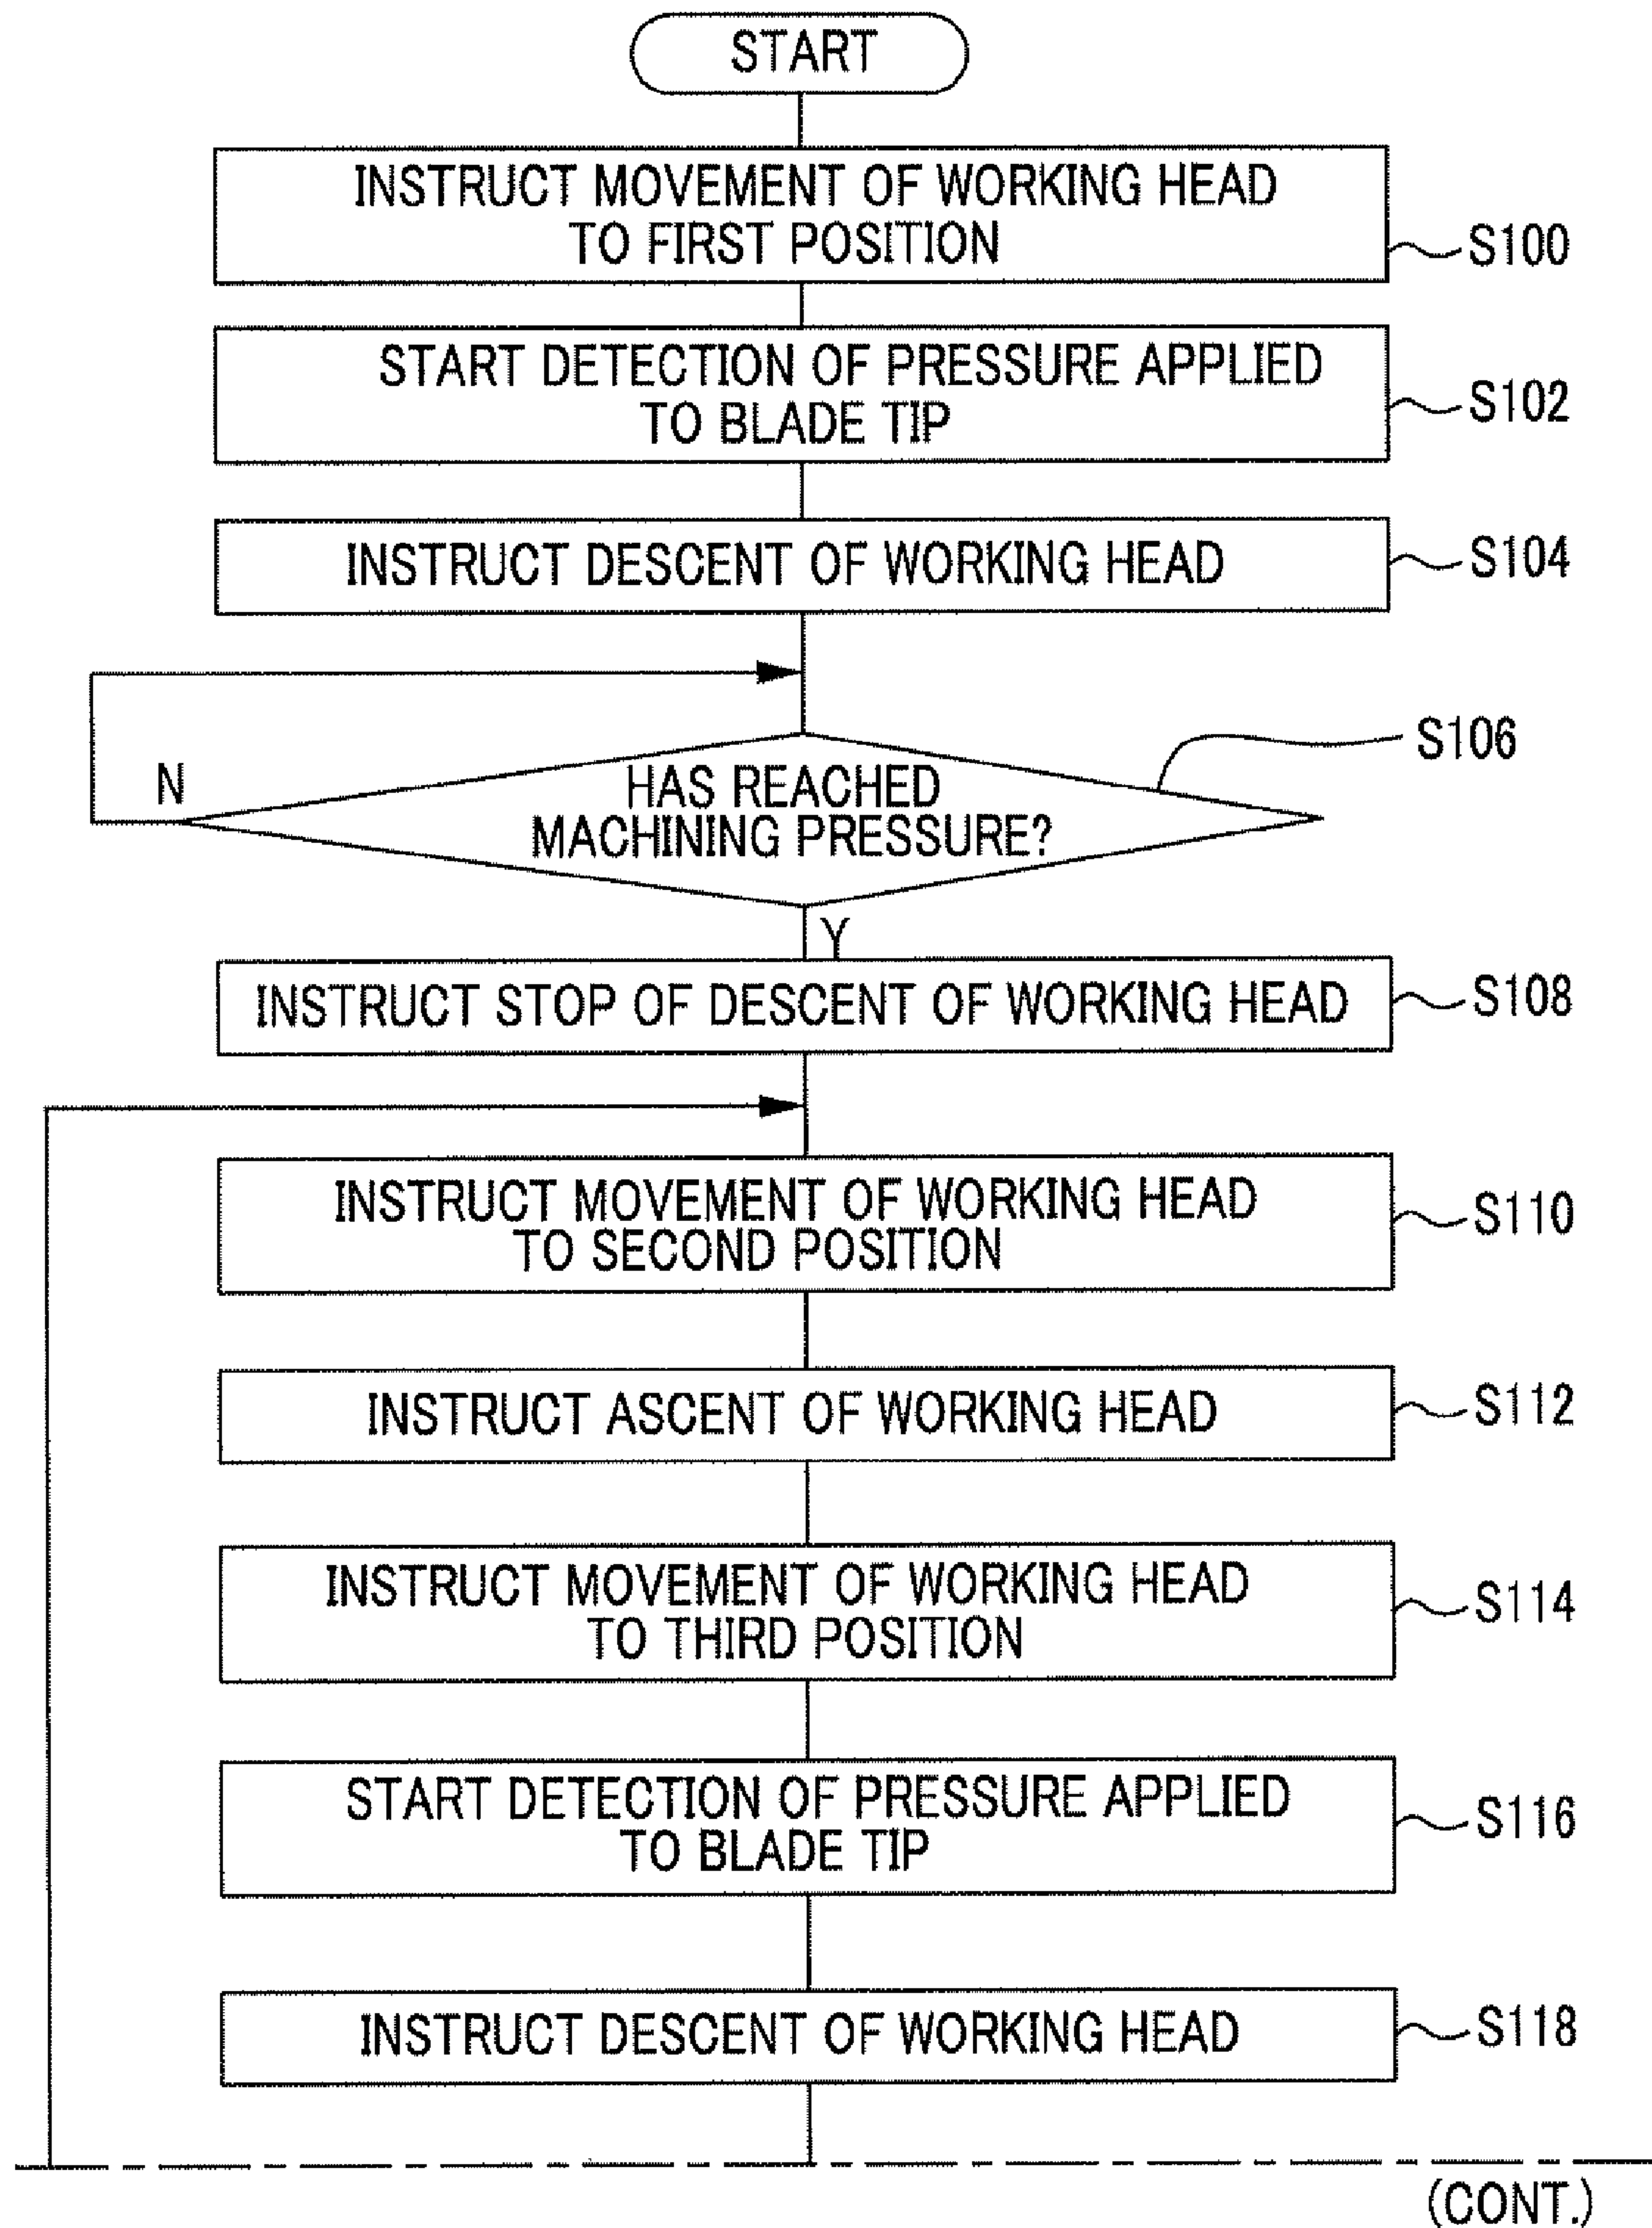 START
INSTRUCT MOVEMENT OF WORKING HEAD
TO FIRST POSITION
S100
START DETECTION OF PRESSURE APPLIED
TO BLADE TIP
S102
INSTRUCT DESCENT OF WORKING HEAD
S104
S106
N
HAS REACHED
MACHINING PRESSURE?
Y
INSTRUCT STOP OF DESCENT OF WORKING HEAD
S108
INSTRUCT MOVEMENT OF WORKING HEAD
TO SECOND POSITION
S110
INSTRUCT ASCENT OF WORKING HEAD
S112
INSTRUCT MOVEMENT OF WORKING HEAD
TO THIRD POSITION
S114
START DETECTION OF PRESSURE APPLIED
TO BLADE TIP
S116
INSTRUCT DESCENT OF WORKING HEAD
S118
(CONT.)